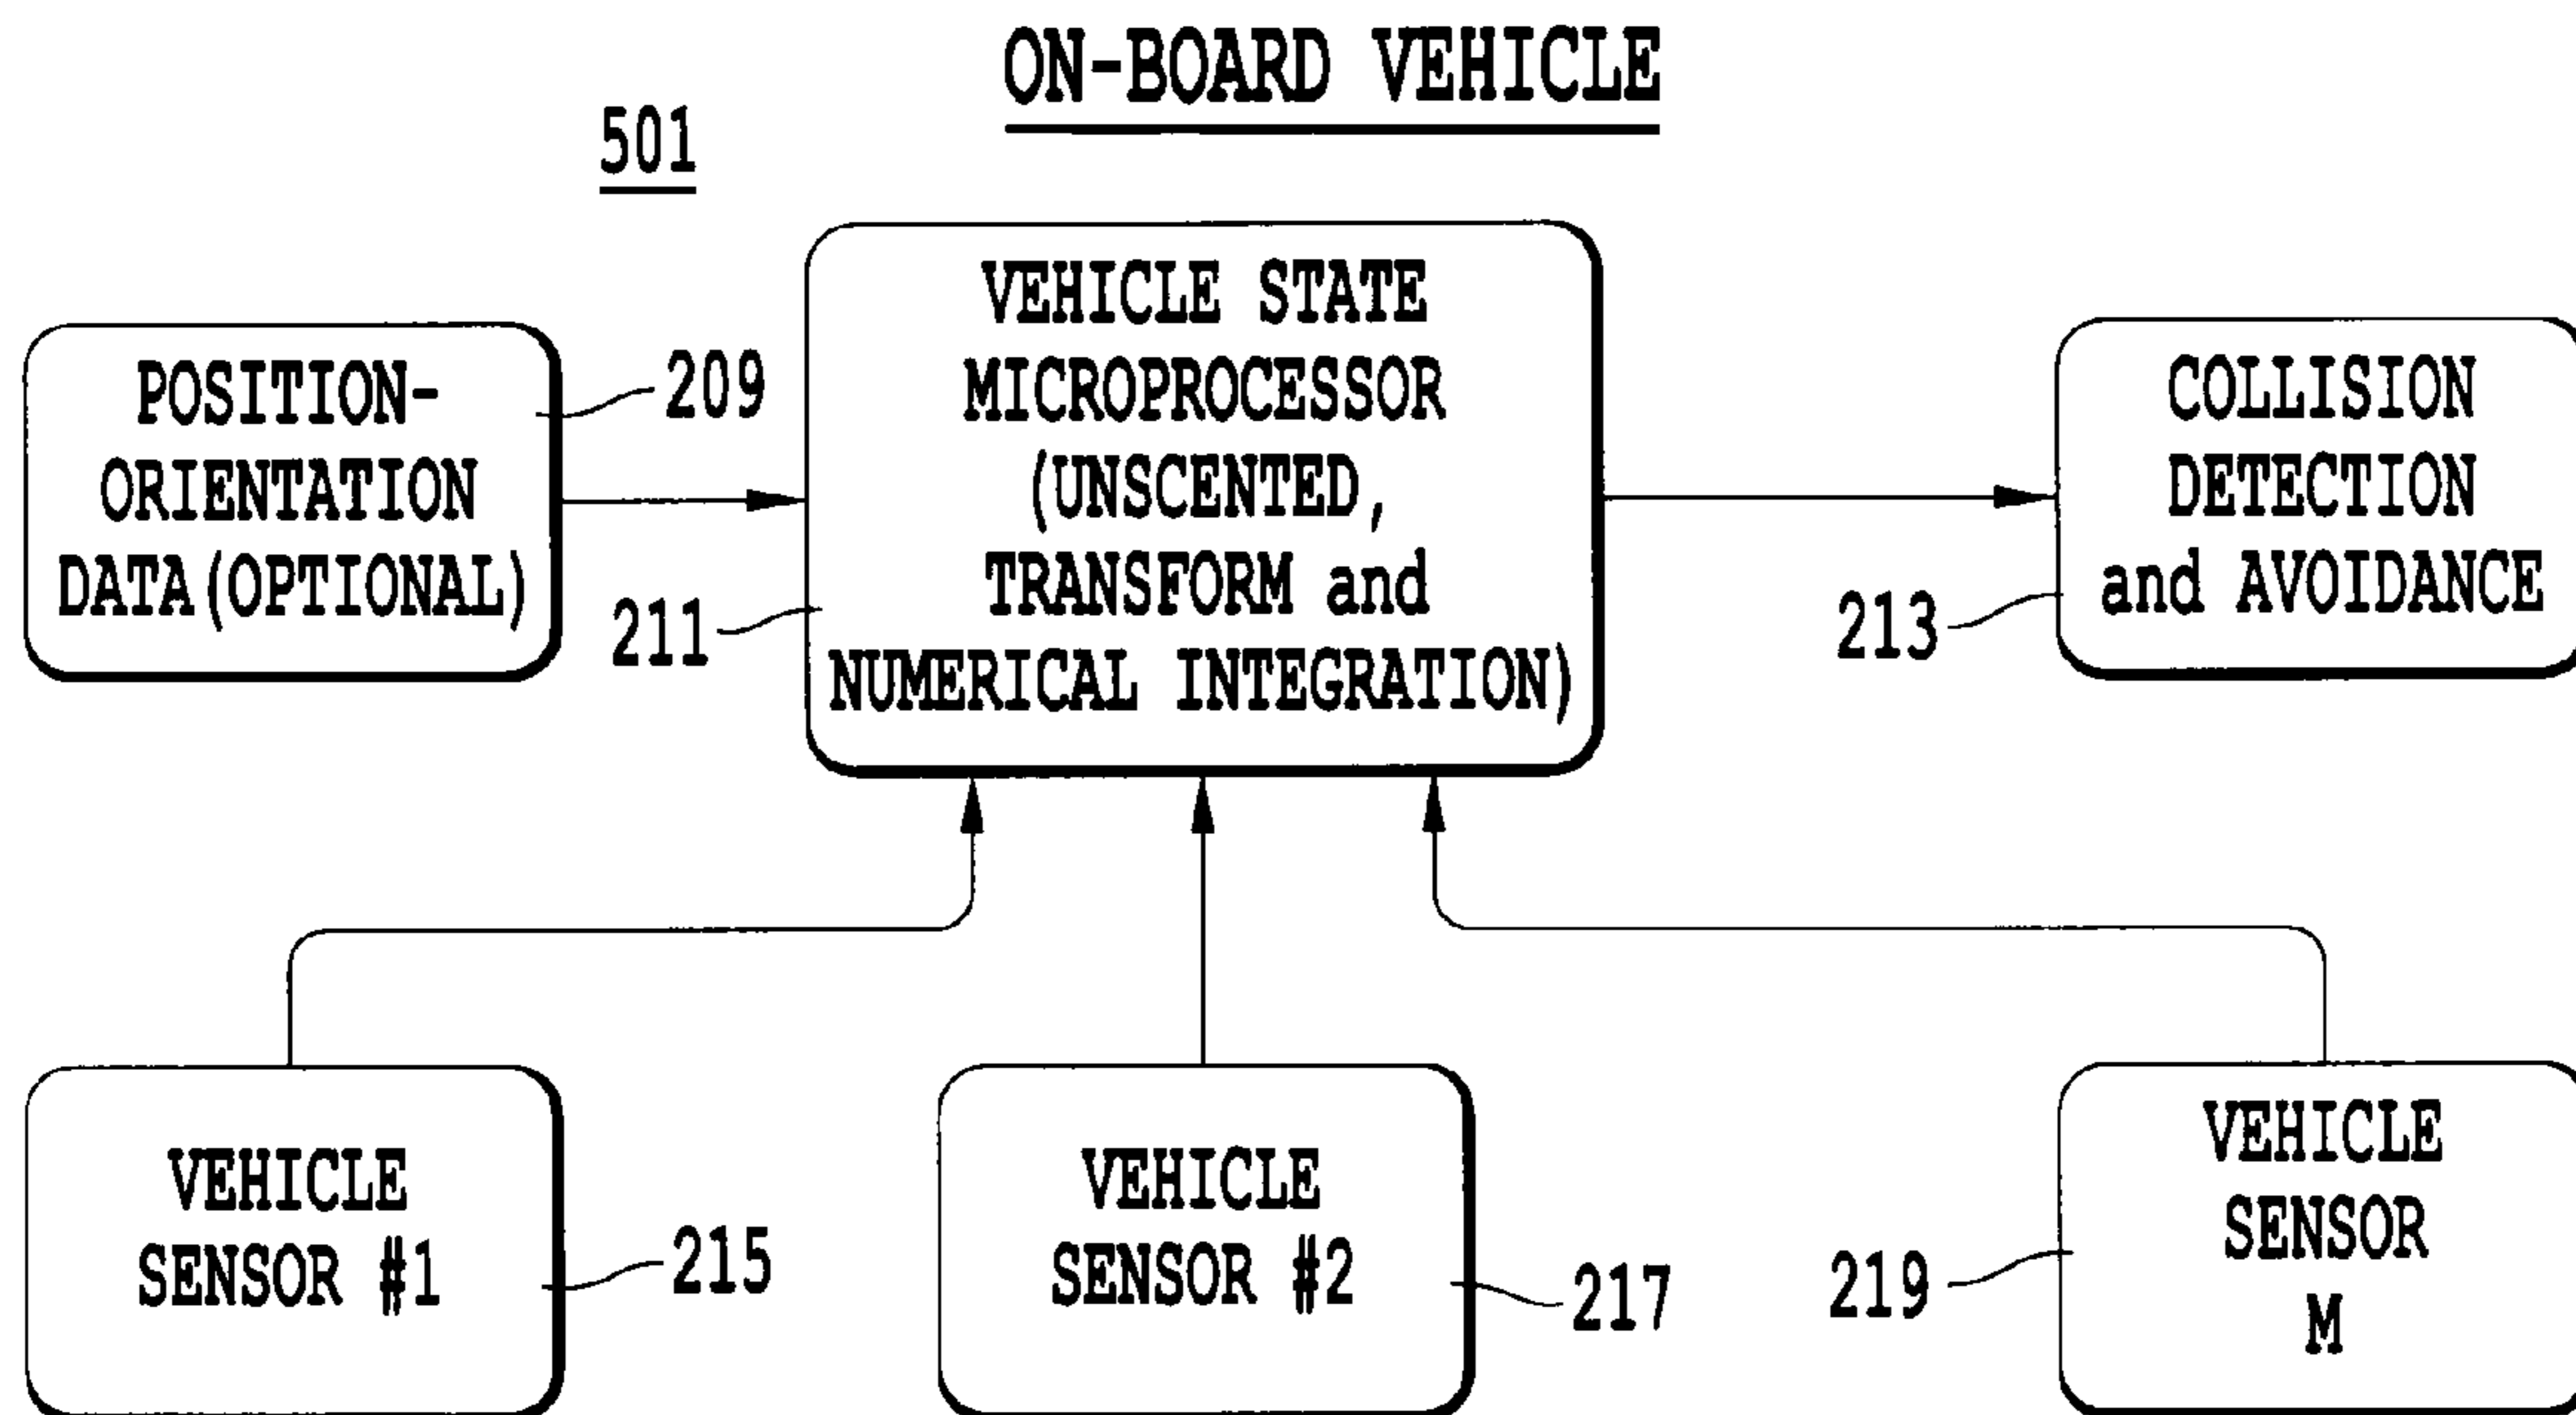 ON-BOARD VEHICLE
501
POSITION-
ORIENTATION
DATA(OPTIONAL)
209
VEHICLE STATE
MICROPROCESSOR
(UNSCENTED,
TRANSFORM and
NUMERICAL INTEGRATION)
211
COLLISION
DETECTION
and AVOIDANCE
213
VEHICLE
SENSOR #1
215
VEHICLE
SENSOR #2
217
VEHICLE
SENSOR
M
219